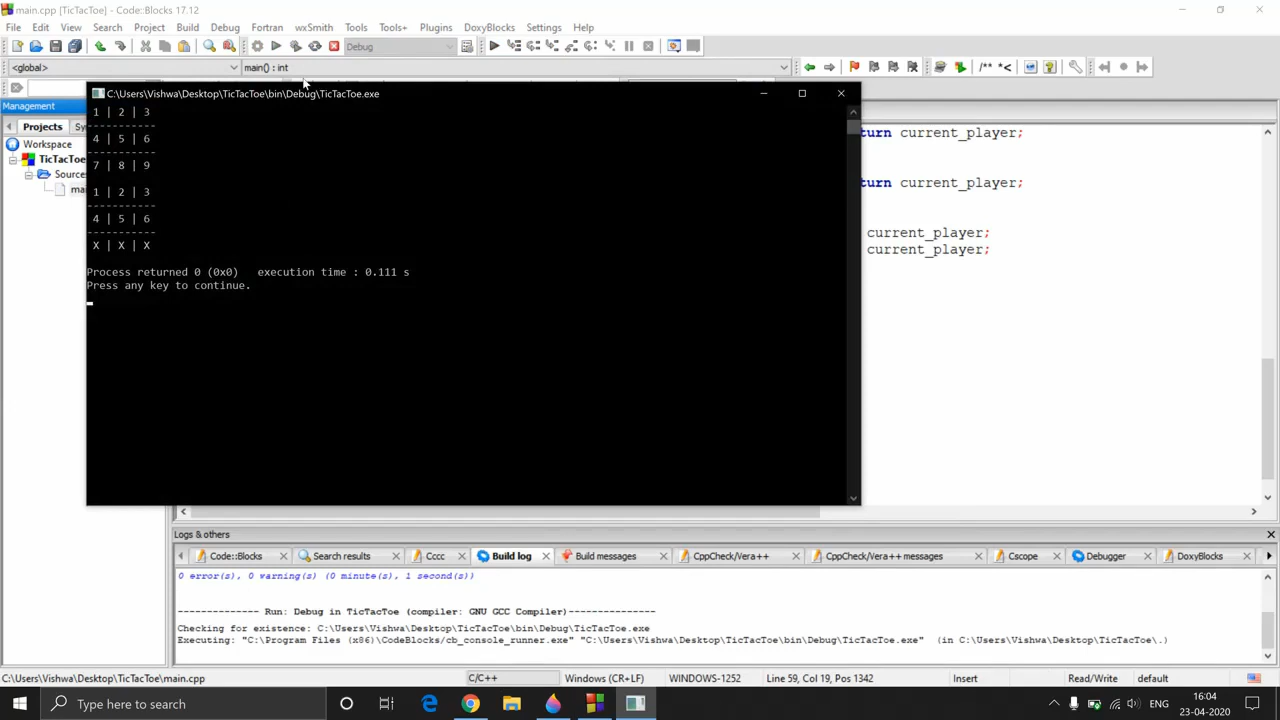 main.cpp [TicTacToe] - Code::Blocks 17.12
File Edit View Search Project Build Debug Fortran wxSmith Tools Tools+ Plugins DoxyBlocks Settings Help
Debug
<global> main() : int
/** *<
C:\Users\Vishwa\Desktop\TicTacToe\bin\Debug\TicTacToe.exe
Management
Projects Sy
Workspace
TicTacToe
Sources
1 | 2 | 3
-----------
4 | 5 | 6
-----------
7 | 8 | 9
1 | 2 | 3
-----------
4 | 5 | 6
-----------
X | X | X
Process returned 0 (0x0)   execution time : 0.111 s
Press any key to continue.
turn current_player;
turn current_player;
current_player;
current_player;
Logs & others
Code::Blocks Search results Cccc Build log Build messages CppCheck/Vera++ CppCheck/Vera++ messages Cscope Debugger DoxyBlocks
0 error(s), 0 warning(s) (0 minute(s), 1 second(s))
-------------- Run: Debug in TicTacToe (compiler: GNU GCC Compiler)---------------
Checking for existence: C:\Users\Vishwa\Desktop\TicTacToe\bin\Debug\TicTacToe.exe
Executing: "C:\Program Files (x86)\CodeBlocks/cb_console_runner.exe" "C:\Users\Vishwa\Desktop\TicTacToe\bin\Debug\TicTacToe.exe"  (in C:\Users\Vishwa\Desktop\TicTacToe\.)
C:\Users\Vishwa\Desktop\TicTacToe\main.cpp C/C++ Windows (CR+LF) WINDOWS-1252 Line 59, Col 19, Pos 1342 Insert Read/Write default
Type here to search
ENG
16:04
23-04-2020